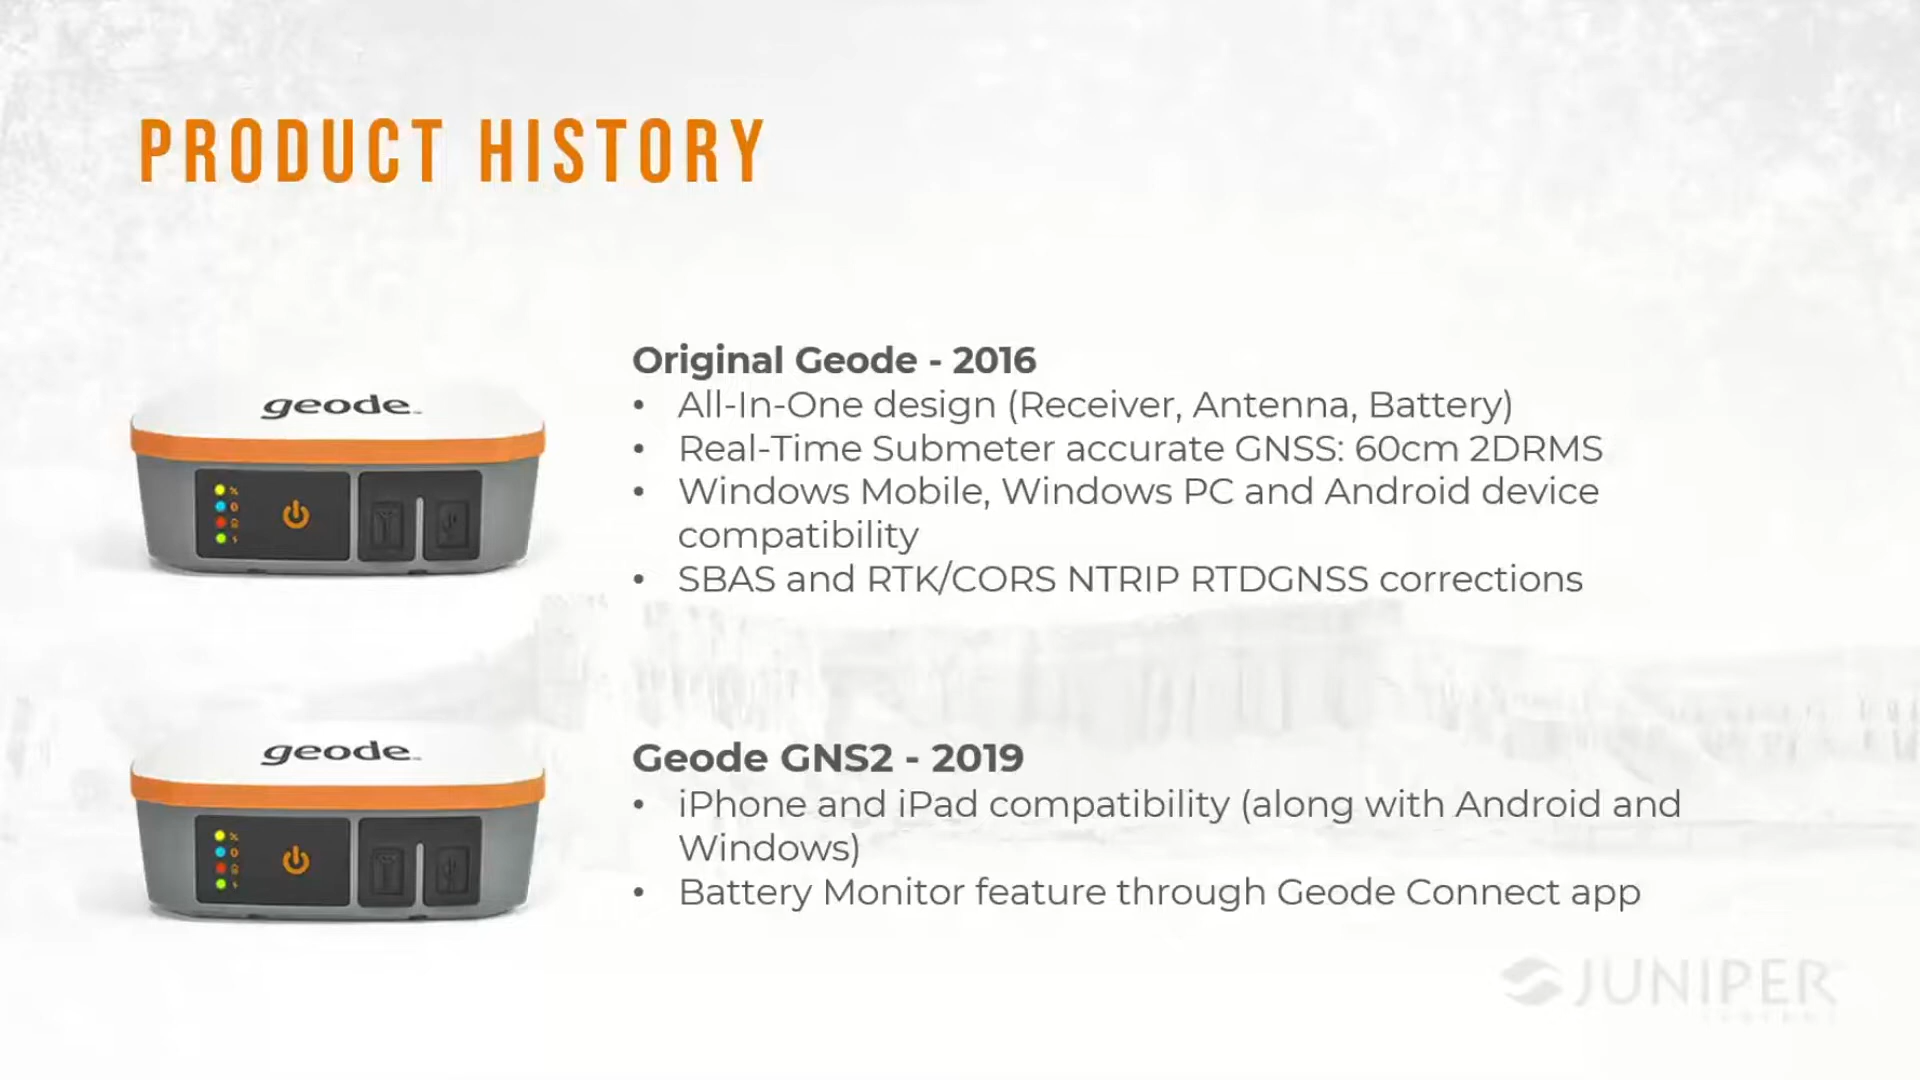 PRODUCT HISTORY
geode
Original Geode - 2016
• All-In-One design (Receiver, Antenna, Battery)
• Real-Time Submeter accurate GNSS: 60cm 2DRMS
• Windows Mobile, Windows PC and Android device
compatibility
• SBAS and RTK/CORS NTRIP RTDGNSS corrections
geode
Geode GNS2 - 2019
• iPhone and iPad compatibility (along with Android and
Windows)
• Battery Monitor feature through Geode Connect app
JUNIPER